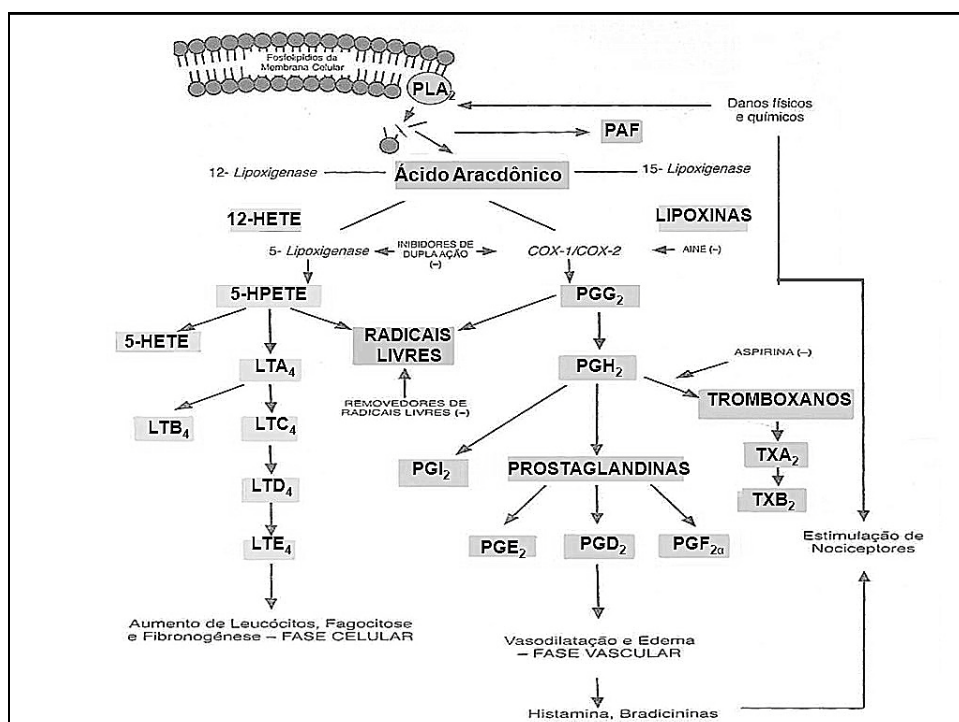 Fosfolipídios da
Membrana Celular
PLA2
Danos físicos
e químicos
PAF
12- Lipoxigenase
Ácido Aracdônico
15- Lipoxigenase
12-HETE
LIPOXINAS
5- Lipoxigenase
INIBIDORES DE
DUPLA AÇÃO
(–)
COX-1/COX-2
AINE (–)
5-HPETE
PGG2
5-HETE
RADICAIS
LIVRES
LTA4
PGH2
ASPIRINA (–)
REMOVEDORES DE
RADICAIS LIVRES (–)
TROMBOXANOS
LTB4
LTC4
PGI2
PROSTAGLANDINAS
TXA2
LTD4
TXB2
LTE4
PGE2
PGD2
PGF2α
Estimulação de
Nociceptores
Aumento de Leucócitos, Fagocitose
e Fibronogênese – FASE CELULAR
Vasodilatação e Edema
– FASE VASCULAR
Histamina, Bradicininas